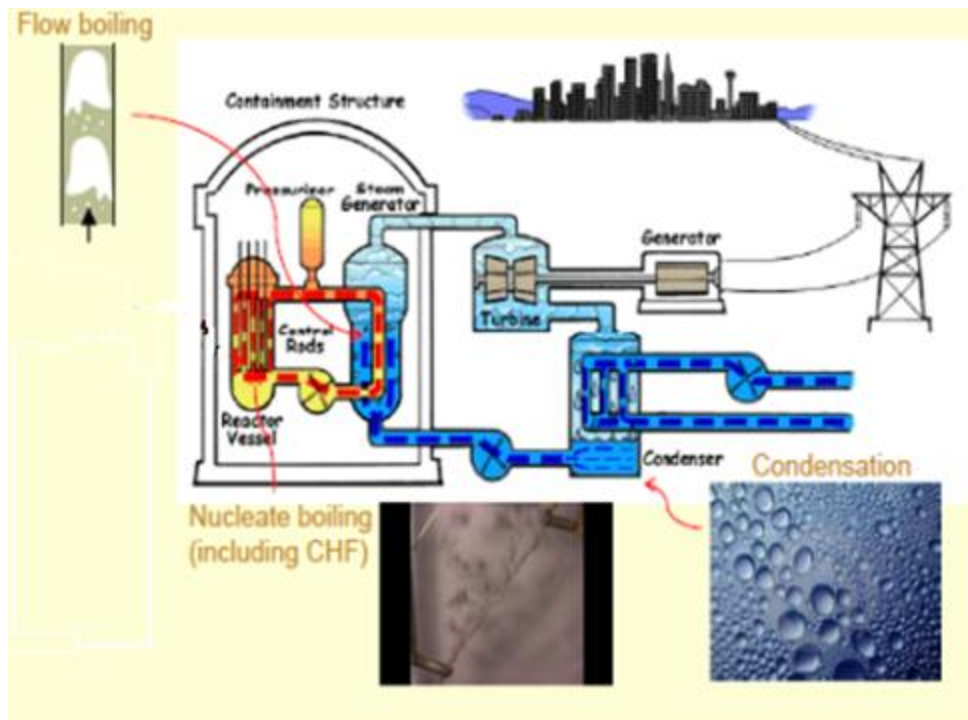 Flow boiling
Containment Structure
Pressurizer
Steam
Generator
Generator
Turbine
Control
Rods
Reactor
Vessel
Condenser
Condensation
Nucleate boiling
(including CHF)